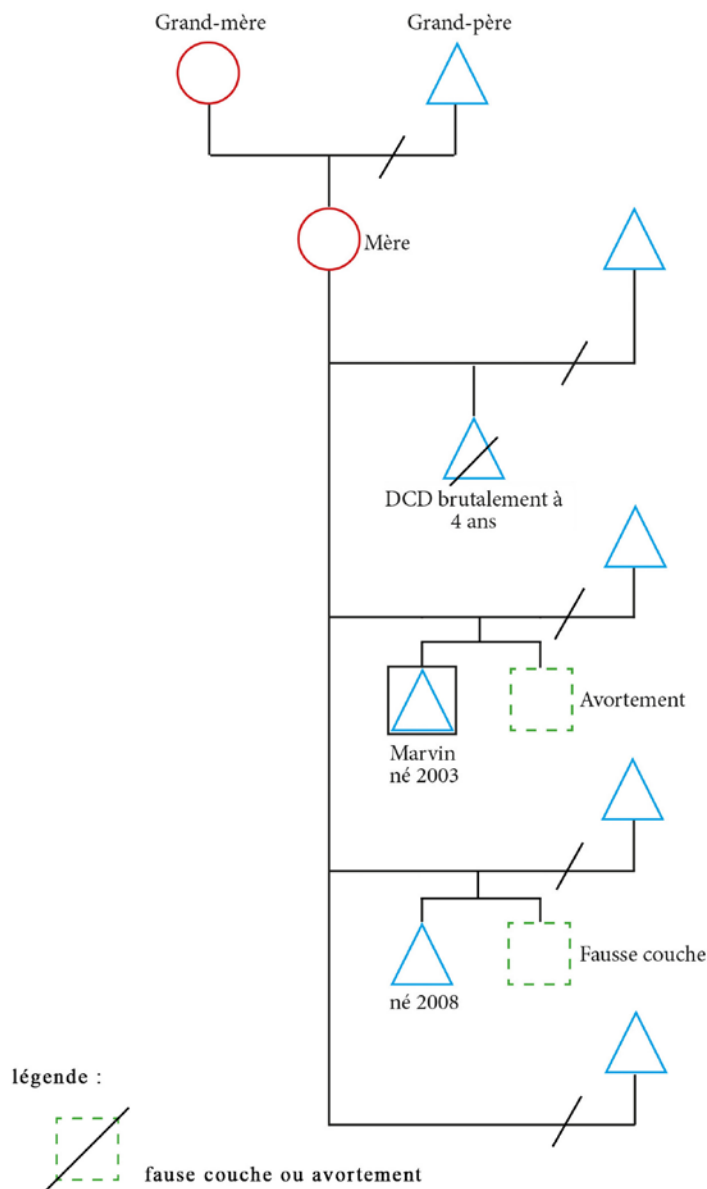 Grand-mère
Grand-père
Mère
DCD brutalement à
4 ans
Avortement
Marvin
né 2003
Fausse couche
né 2008
légende :
fause couche ou avortement